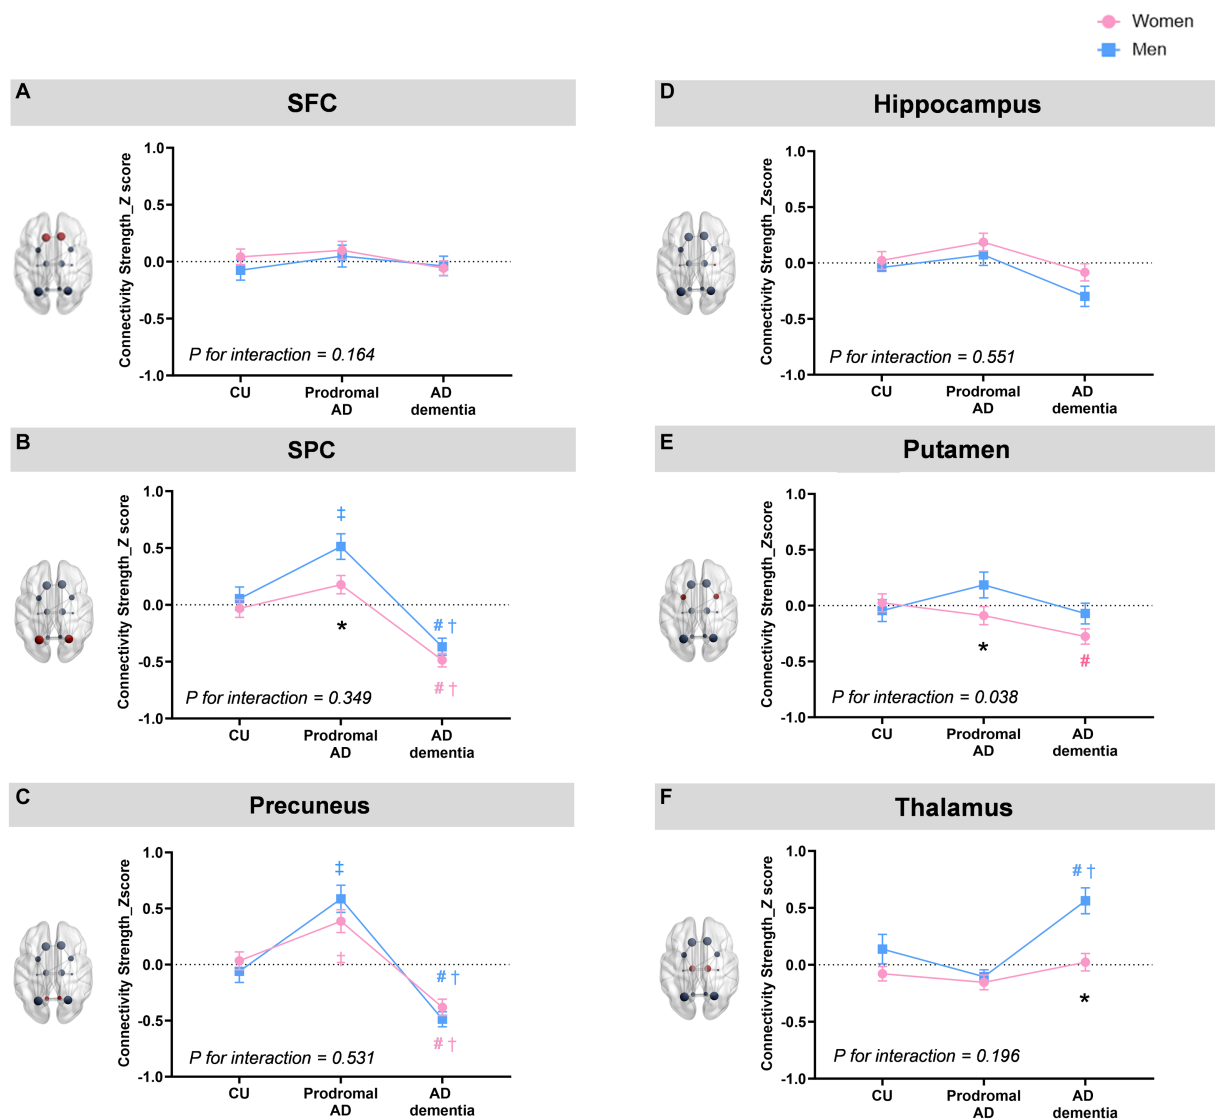 Women
Men
A
SFC
Connectivity Strength_Z score
1.0
0.5
0.0
-0.5
-1.0
P for interaction = 0.164
CU
Prodromal
AD
AD
dementia
D
Hippocampus
Connectivity Strength_Zscore
1.0
0.5
0.0
-0.5
-1.0
P for interaction = 0.551
CU
Prodromal
AD
AD
dementia
B
SPC
Connectivity Strength_Z score
1.0
0.5
0.0
-0.5
-1.0
‡
*
# †
# †
P for interaction = 0.349
CU
Prodromal
AD
AD
dementia
E
Putamen
Connectivity Strength_Zscore
1.0
0.5
0.0
-0.5
-1.0
*
#
P for interaction = 0.038
CU
Prodromal
AD
AD
dementia
C
Precuneus
Connectivity Strength_Zscore
1.0
0.5
0.0
-0.5
-1.0
‡
‡
# †
# †
P for interaction = 0.531
CU
Prodromal
AD
AD
dementia
F
Thalamus
Connectivity Strength_Z score
1.0
0.5
0.0
-0.5
-1.0
# †
*
P for interaction = 0.196
CU
Prodromal
AD
AD
dementia